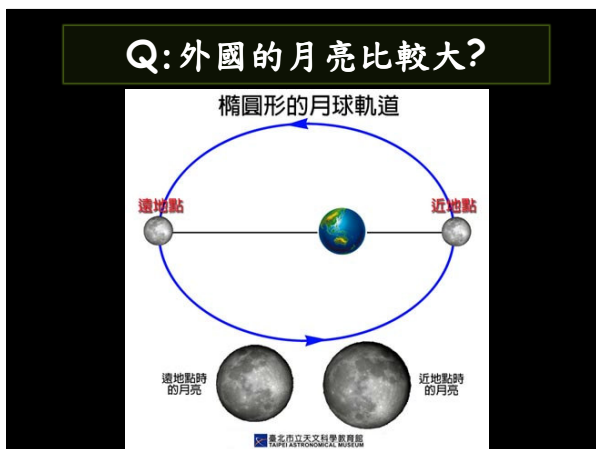 Q:外國的月亮比較大?
橢圓形的月球軌道
遠地點
近地點
遠地點時
的月亮
近地點時
的月亮
臺北市立天文科學教育館
TAIPEI ASTRONOMICAL MUSEUM